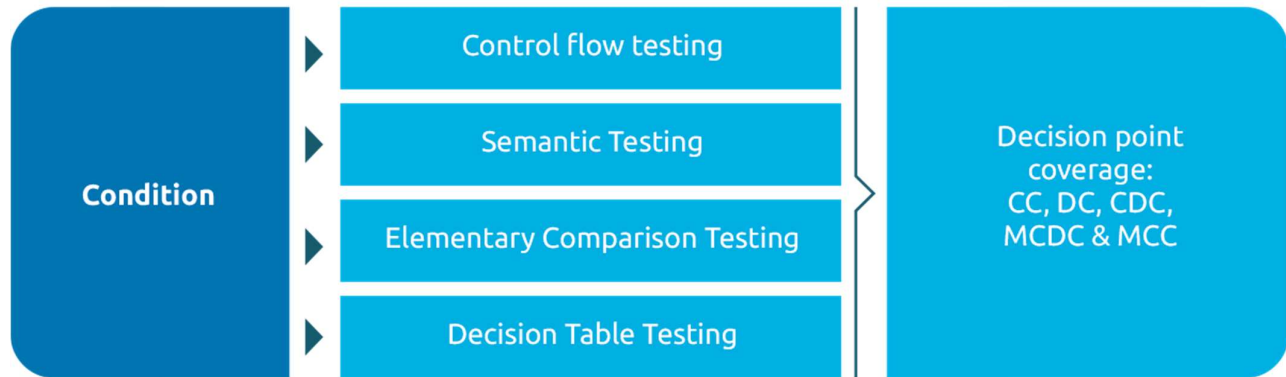 Condition
Control flow testing
Semantic Testing
Elementary Comparison Testing
Decision Table Testing
Decision point
coverage:
CC, DC, CDC,
MCDC & MCC